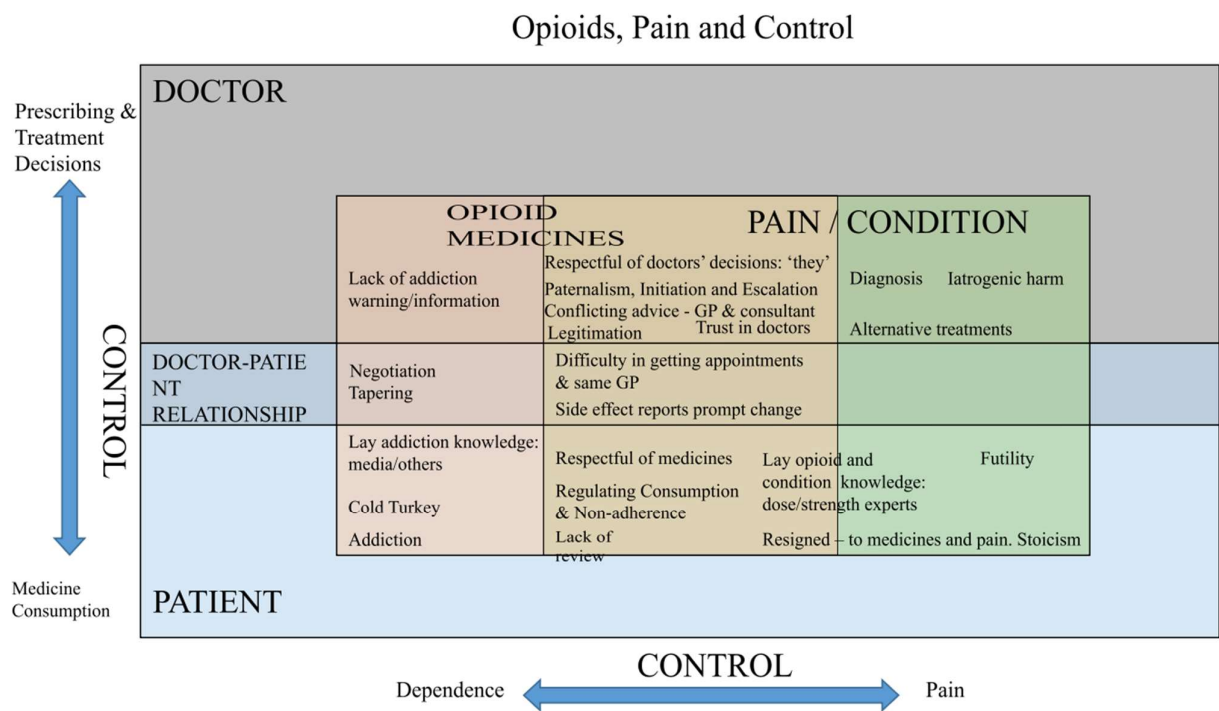 Opioids, Pain and Control
DOCTOR
Prescribing &
Treatment
Decisions
OPIOID
MEDICINES
PAIN / CONDITION
Lack of addiction
warning/information
Respectful of doctors’ decisions: ‘they’
Paternalism, Initiation and Escalation
Conflicting advice - GP & consultant
Legitimation
Trust in doctors
Diagnosis
Iatrogenic harm
Alternative treatments
CONTROL
DOCTOR-PATIE
NT
RELATIONSHIP
Negotiation
Tapering
Difficulty in getting appointments
& same GP
Side effect reports prompt change
Lay addiction knowledge:
media/others
Cold Turkey
Addiction
Respectful of medicines
Regulating Consumption
& Non-adherence
Lack of
review
Lay opioid and
condition knowledge:
dose/strength experts
Futility
Resigned – to medicines and pain. Stoicism
Medicine
Consumption
PATIENT
CONTROL
Dependence
Pain